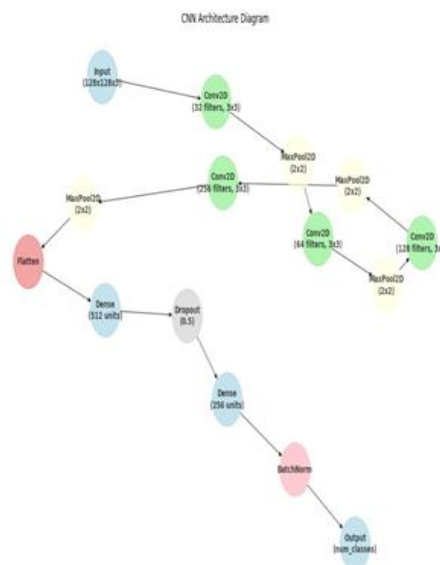 CNN Architecture Diagram
Input
(128x128x3)
Conv2D
(32 filters, 3x3)
MaxPool2D
(2x2)
Conv2D
(64 filters, 3x3)
MaxPool2D
(2x2)
Conv2D
(128 filters, 3x3)
MaxPool2D
(2x2)
Conv2D
(256 filters, 3x3)
MaxPool2D
(2x2)
Flatten
Dense
(512 units)
Dropout
(0.5)
Dense
(256 units)
BatchNorm
Output
(num_classes)